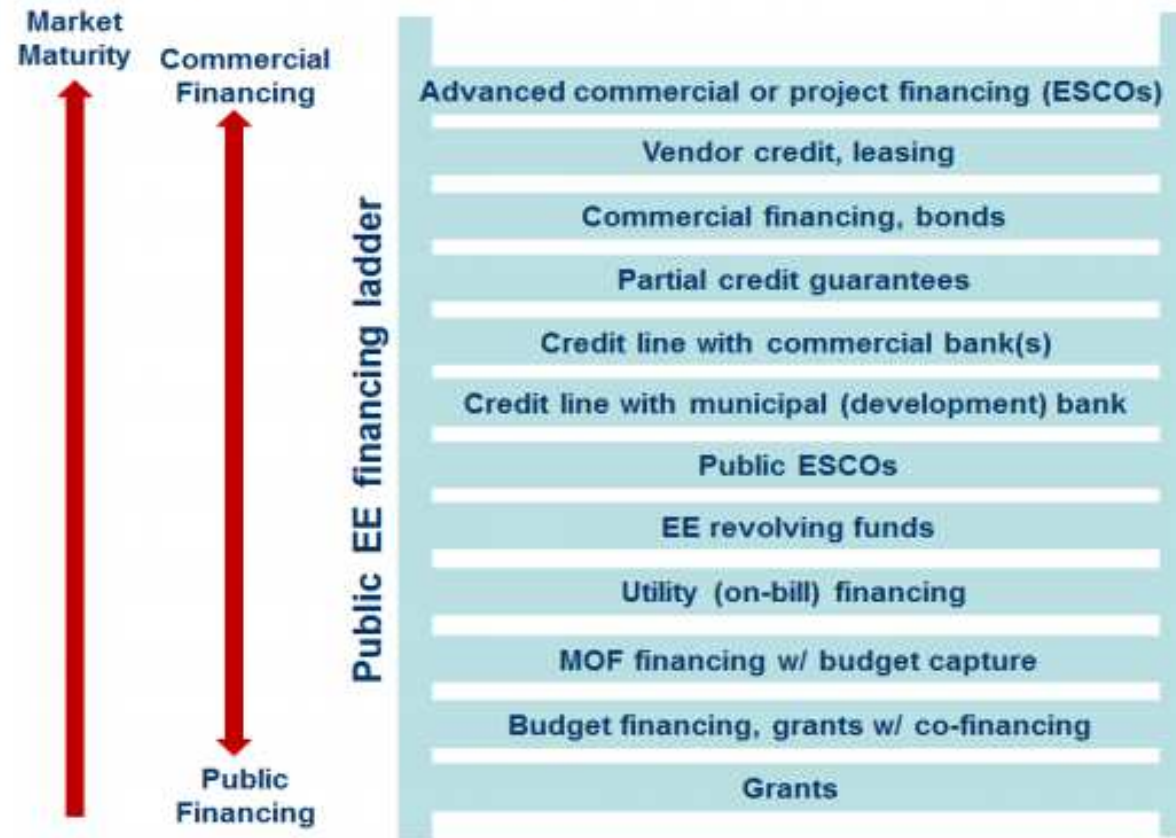 Market
Maturity
Commercial
Financing
Public
Financing
Public EE financing ladder
Advanced commercial or project financing (ESCOs)
Vendor credit, leasing
Commercial financing, bonds
Partial credit guarantees
Credit line with commercial bank(s)
Credit line with municipal (development) bank
Public ESCOs
EE revolving funds
Utility (on-bill) financing
MOF financing w/ budget capture
Budget financing, grants w/ co-financing
Grants